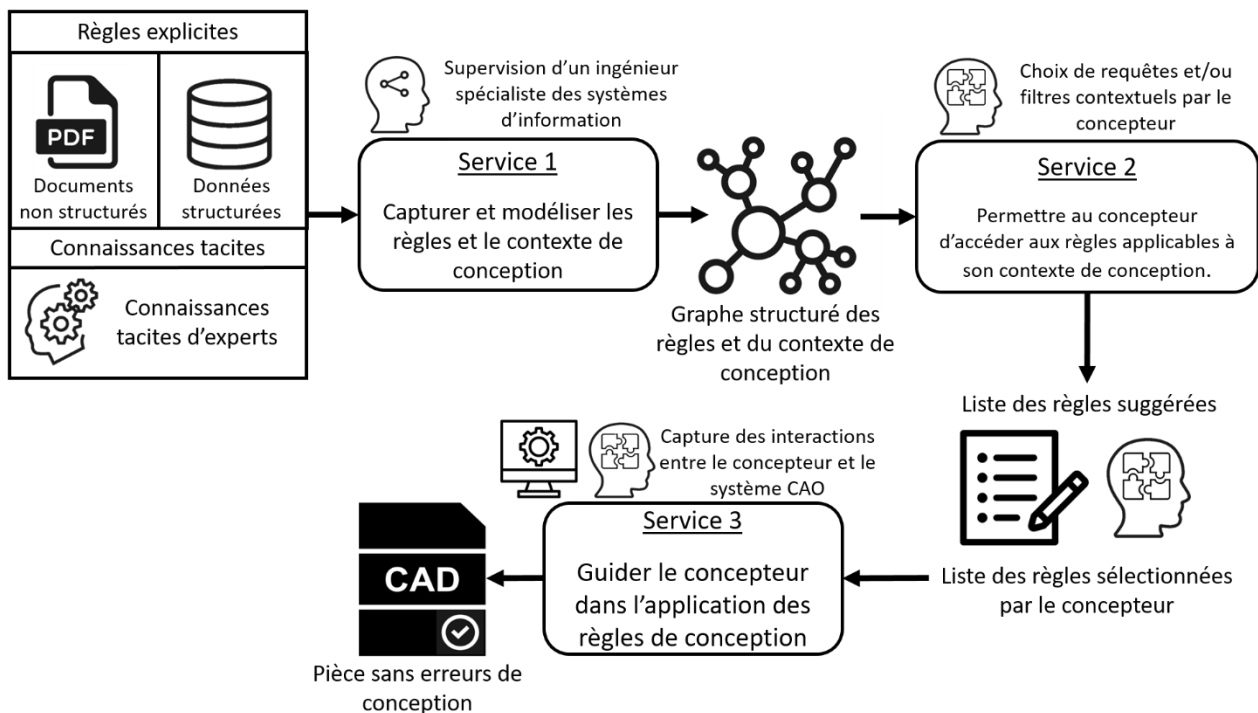 Règles explicites
PDF
Documents
non structurés
Données
structurées
Connaissances tacites
Connaissances
tacites d'experts
Supervision d'un ingénieur
spécialiste des systèmes
d'information
Service 1
Capturer et modéliser les
règles et le contexte de
conception
Graphe structuré des
règles et du contexte de
conception
Choix de requêtes et/ou
filtres contextuels par le
concepteur
Service 2
Permettre au concepteur
d'accéder aux règles applicables à
son contexte de conception.
Liste des règles suggérées
Liste des règles sélectionnées
par le concepteur
Capture des interactions
entre le concepteur et le
système CAO
Service 3
Guider le concepteur
dans l'application des
règles de conception
CAD
Pièce sans erreurs de
conception